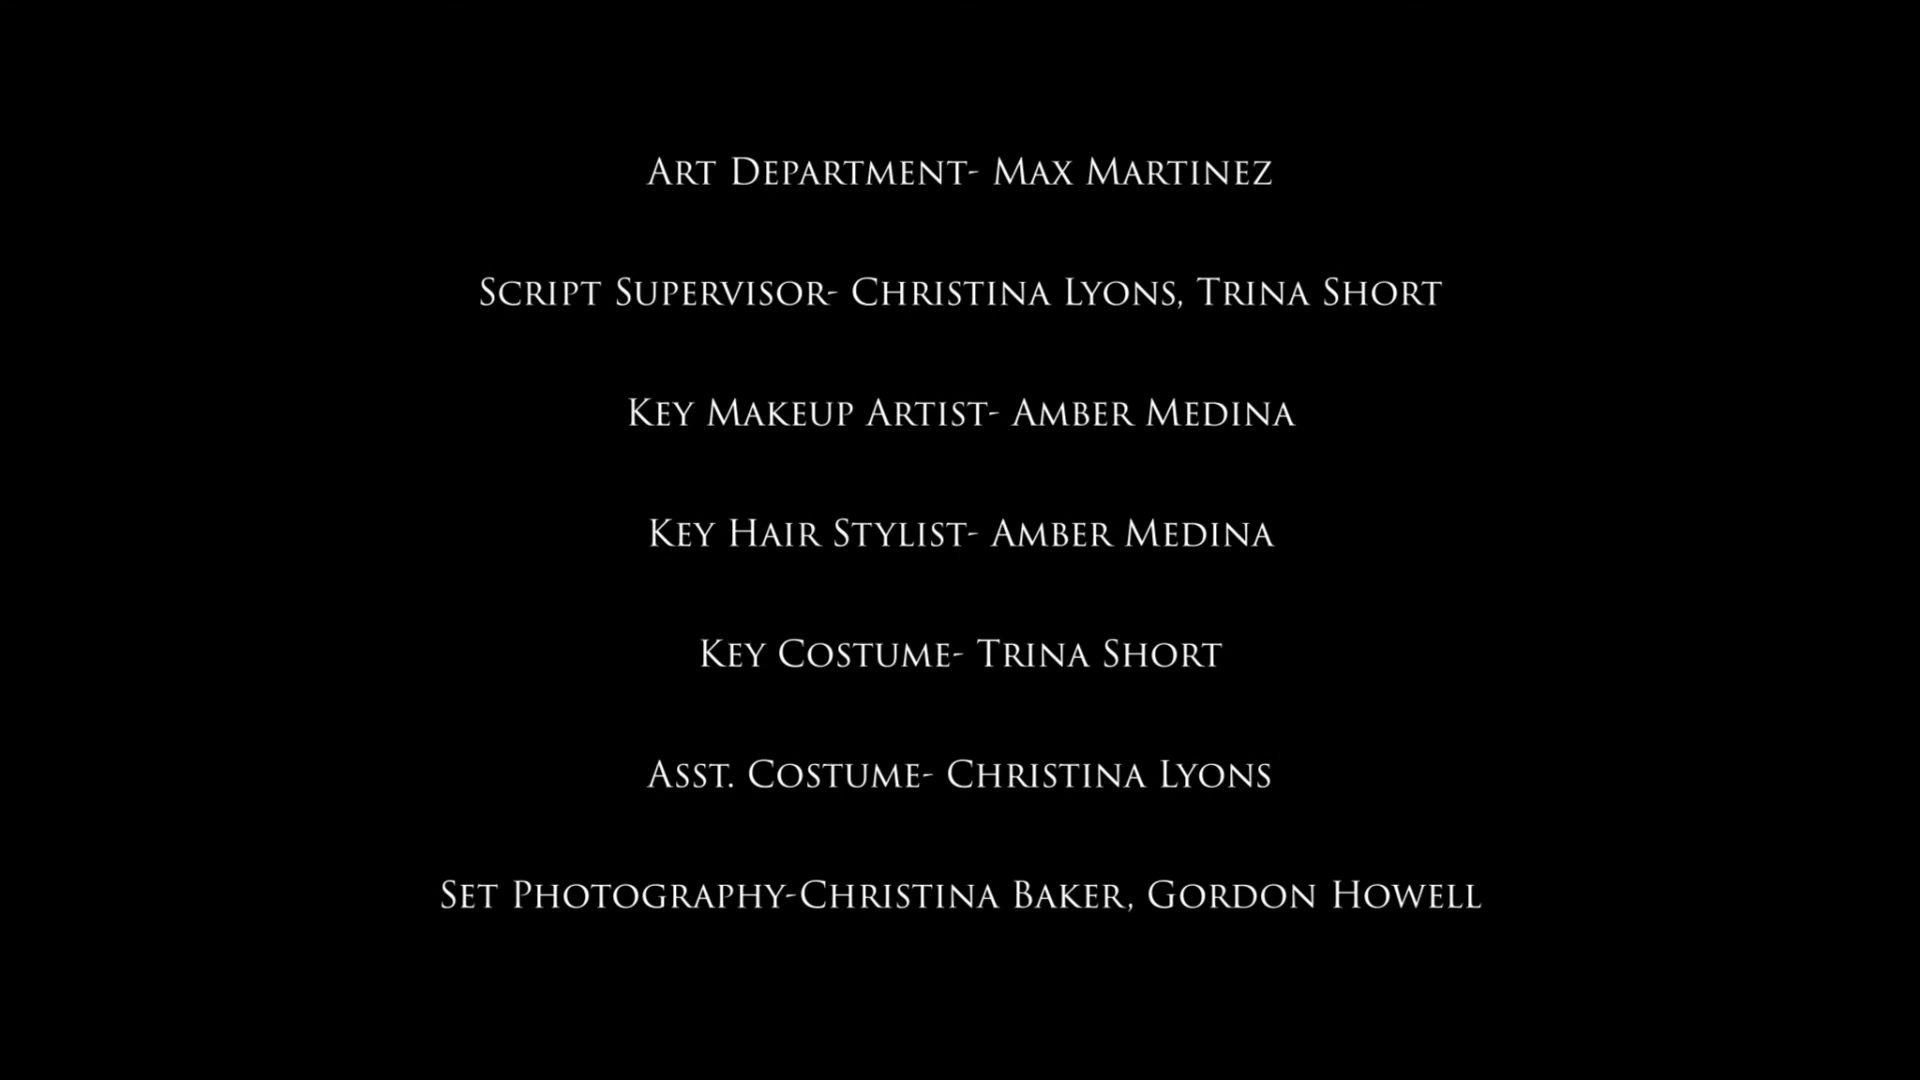 Art Department- Max Martinez
Script Supervisor- Christina Lyons, Trina Short
Key Makeup Artist- Amber Medina
Key Hair Stylist- Amber Medina
Key Costume- Trina Short
Asst. Costume- Christina Lyons
Set Photography-Christina Baker, Gordon Howell